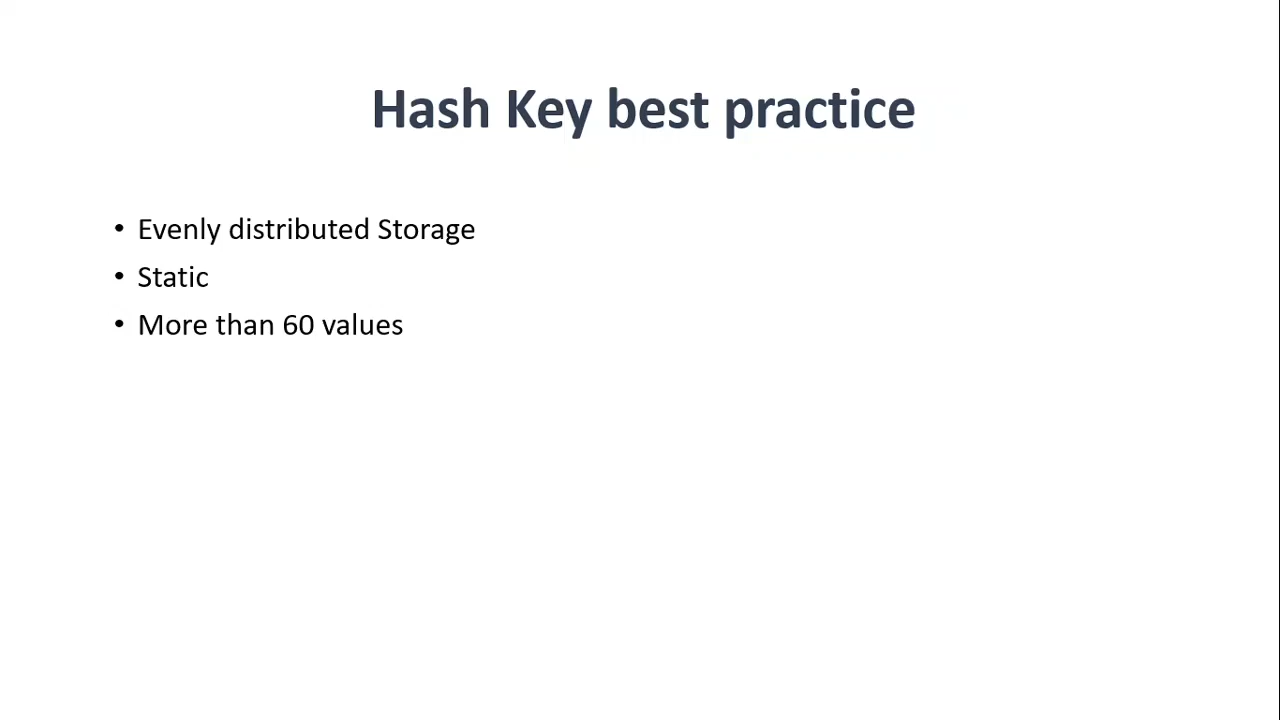 Hash Key best practice
• Evenly distributed Storage
• Static
• More than 60 values